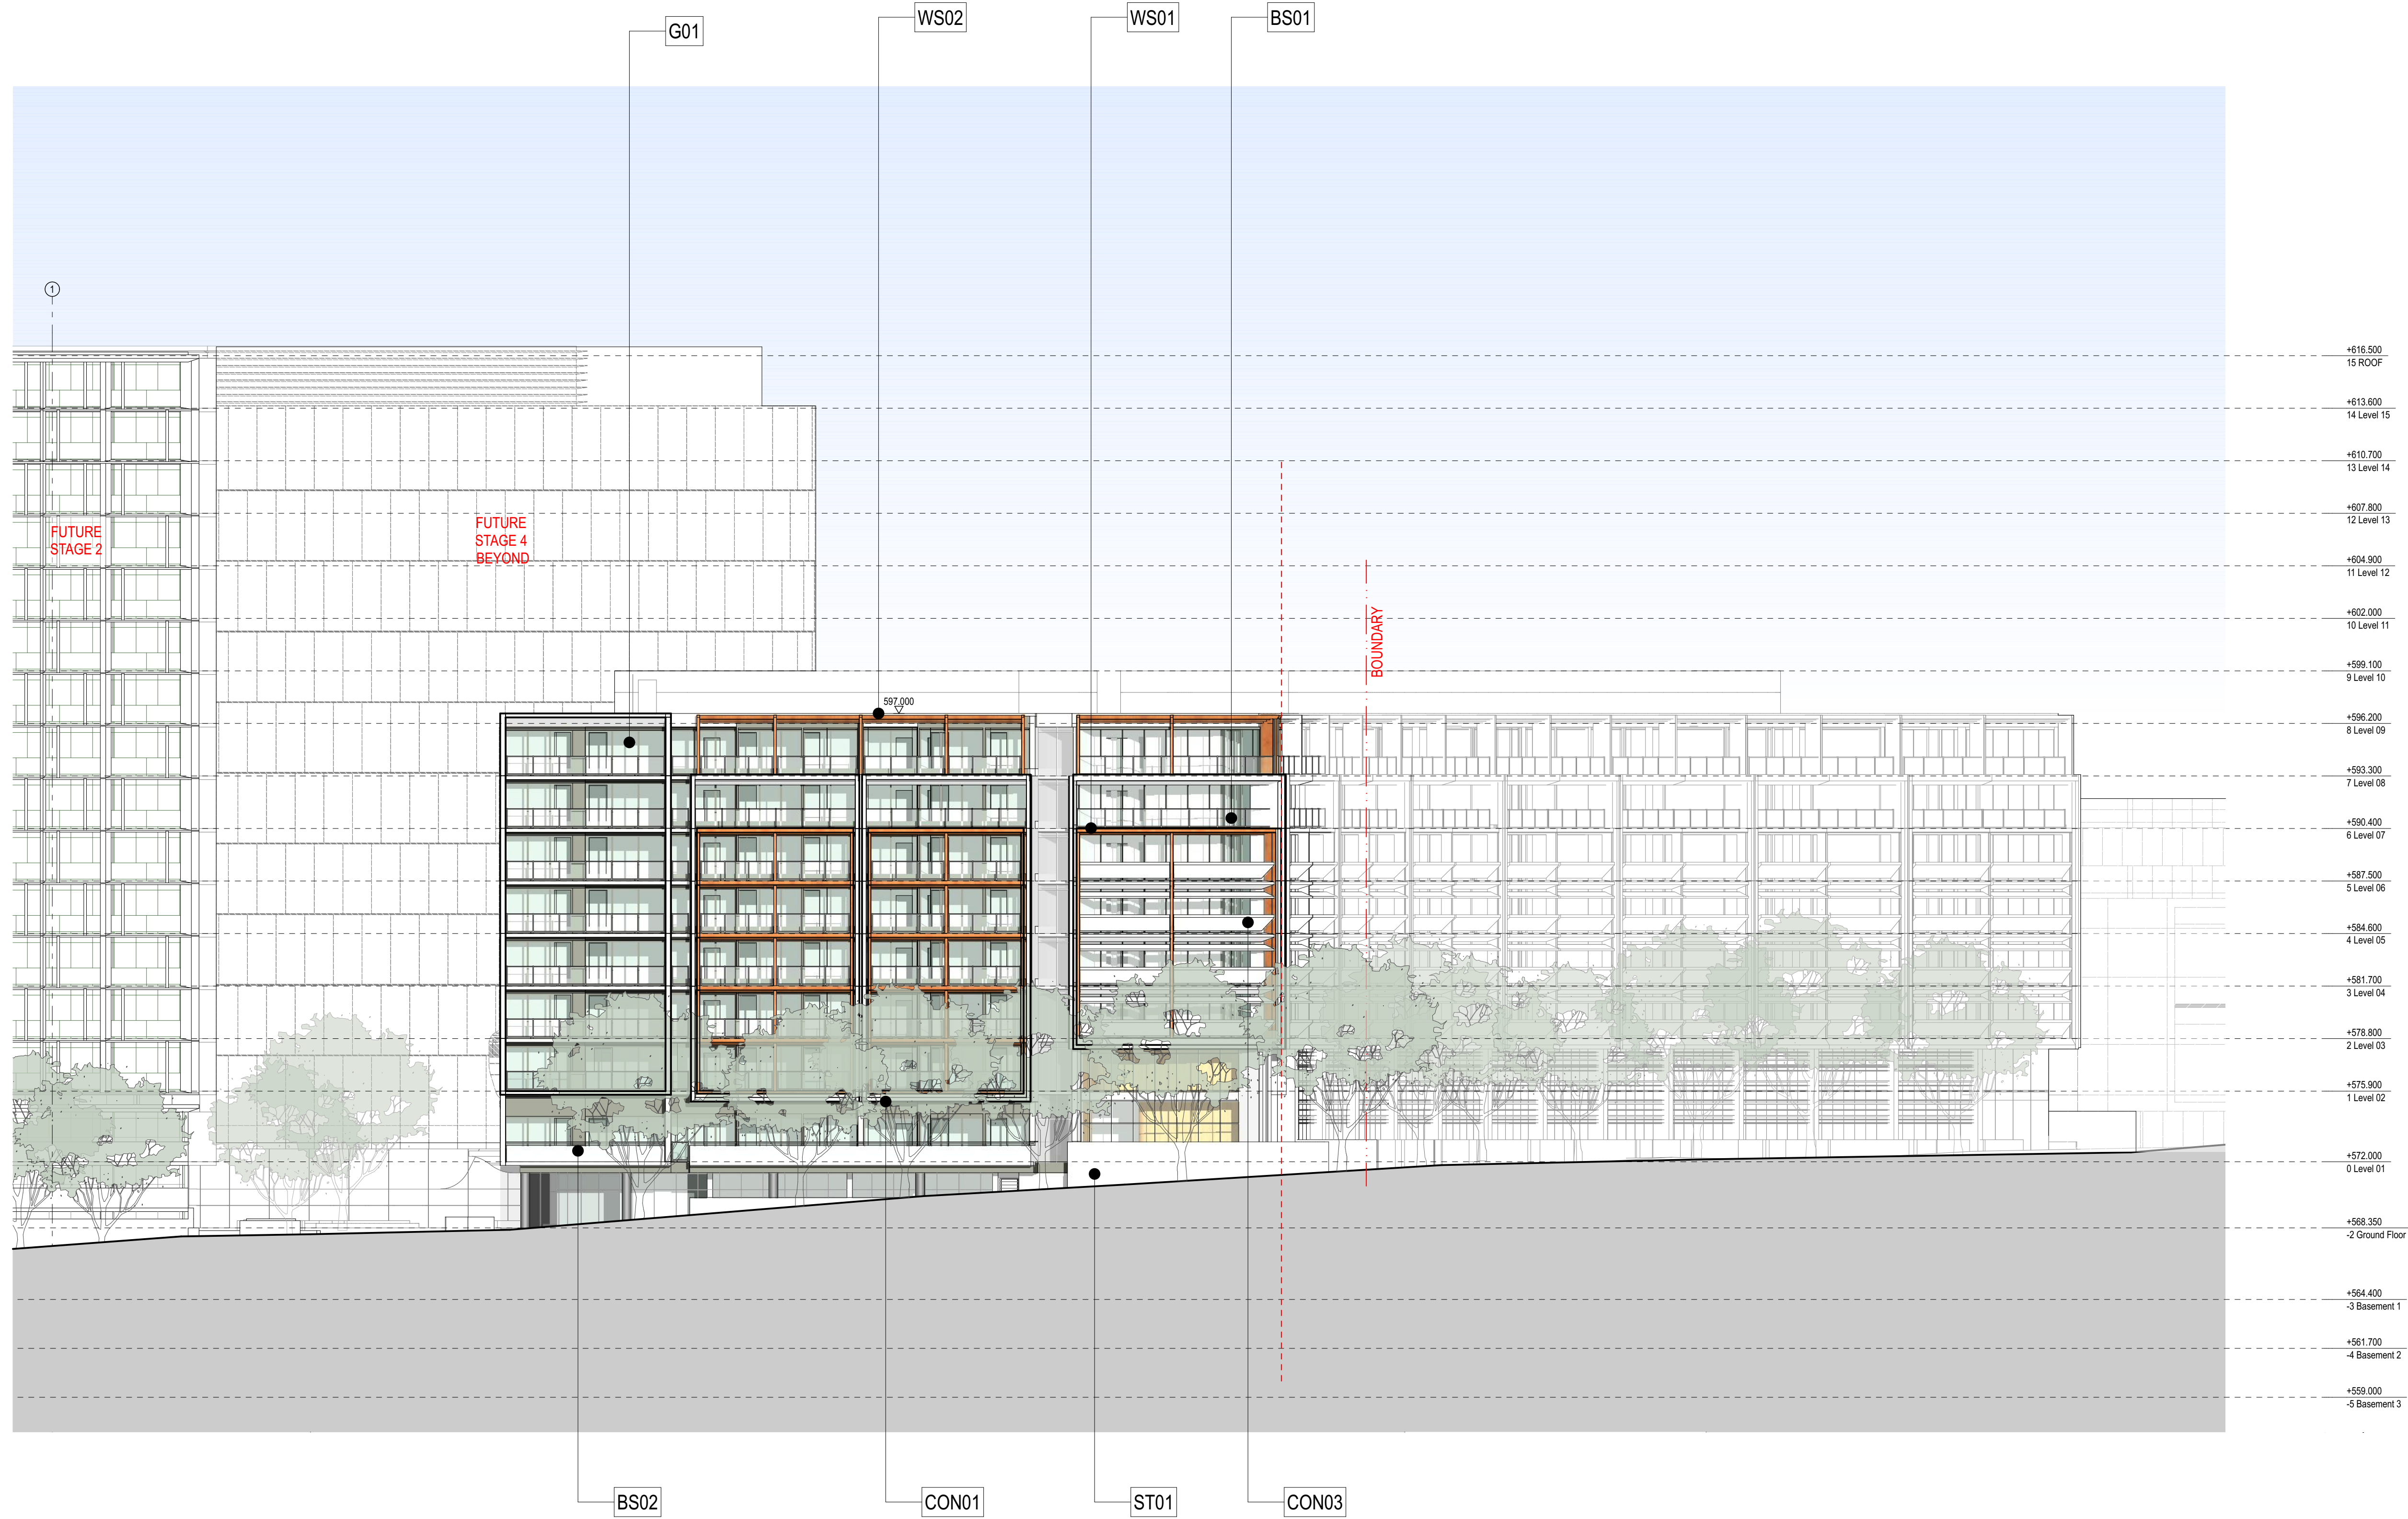 G01
WS02
WS01
BS01
1
+616.500
15 ROOF
+613.600
14 Level 15
+610.700
13 Level 14
FUTURE
STAGE 2
FUTURE
STAGE 4
BEYOND
+607.800
12 Level 13
+604.900
11 Level 12
BOUNDARY
+602.000
10 Level 11
+599.100
9 Level 10
597.000
+596.200
8 Level 09
+593.300
7 Level 08
+590.400
6 Level 07
+587.500
5 Level 06
+584.600
4 Level 05
+581.700
3 Level 04
+578.800
2 Level 03
+575.900
1 Level 02
+572.000
0 Level 01
+568.350
-2 Ground Floor
+564.400
-3 Basement 1
+561.700
-4 Basement 2
+559.000
-5 Basement 3
BS02
CON01
ST01
CON03